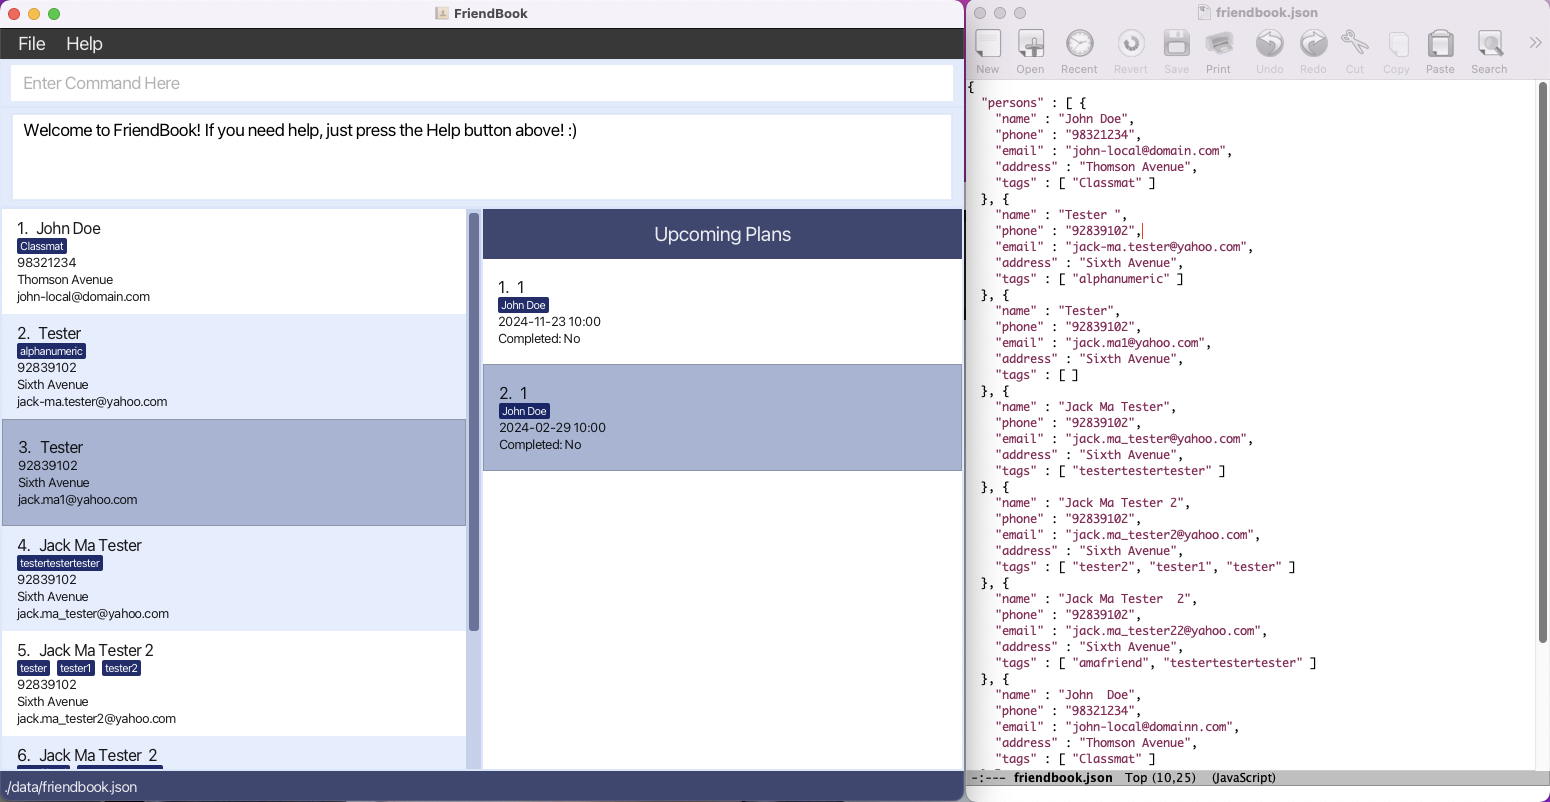 FriendBook
File Help
Enter Command Here
Welcome to FriendBook! If you need help, just press the Help button above! :)
1. John Doe
Classmat
98321234
Thomson Avenue
john-local@domain.com
2. Tester
alphanumeric
92839102
Sixth Avenue
jack-ma.tester@yahoo.com
3. Tester
92839102
Sixth Avenue
jack.ma1@yahoo.com
4. Jack Ma Tester
testertestertester
92839102
Sixth Avenue
jack.ma_tester@yahoo.com
5. Jack Ma Tester 2
tester tester1 tester2
92839102
Sixth Avenue
jack.ma_tester2@yahoo.com
6. Jack Ma Tester  2
Upcoming Plans
1. 1
John Doe
2024-11-23 10:00
Completed: No
2. 1
John Doe
2024-02-29 10:00
Completed: No
./data/friendbook.json
friendbook.json
New Open Recent Revert Save Print Undo Redo Cut Copy Paste Search
{
"persons" : [ {
"name" : "John Doe",
"phone" : "98321234",
"email" : "john-local@domain.com",
"address" : "Thomson Avenue",
"tags" : [ "Classmat" ]
}, {
"name" : "Tester ",
"phone" : "92839102",
"email" : "jack-ma.tester@yahoo.com",
"address" : "Sixth Avenue",
"tags" : [ "alphanumeric" ]
}, {
"name" : "Tester",
"phone" : "92839102",
"email" : "jack.ma1@yahoo.com",
"address" : "Sixth Avenue",
"tags" : [ ]
}, {
"name" : "Jack Ma Tester",
"phone" : "92839102",
"email" : "jack.ma_tester@yahoo.com",
"address" : "Sixth Avenue",
"tags" : [ "testertestertester" ]
}, {
"name" : "Jack Ma Tester 2",
"phone" : "92839102",
"email" : "jack.ma_tester2@yahoo.com",
"address" : "Sixth Avenue",
"tags" : [ "tester2", "tester1", "tester" ]
}, {
"name" : "Jack Ma Tester  2",
"phone" : "92839102",
"email" : "jack.ma_tester22@yahoo.com",
"address" : "Sixth Avenue",
"tags" : [ "amafriend", "testertestertester" ]
}, {
"name" : "John  Doe",
"phone" : "98321234",
"email" : "john-local@domainn.com",
"address" : "Thomson Avenue",
"tags" : [ "Classmat" ]
-:--- friendbook.json Top (10,25) (JavaScript)